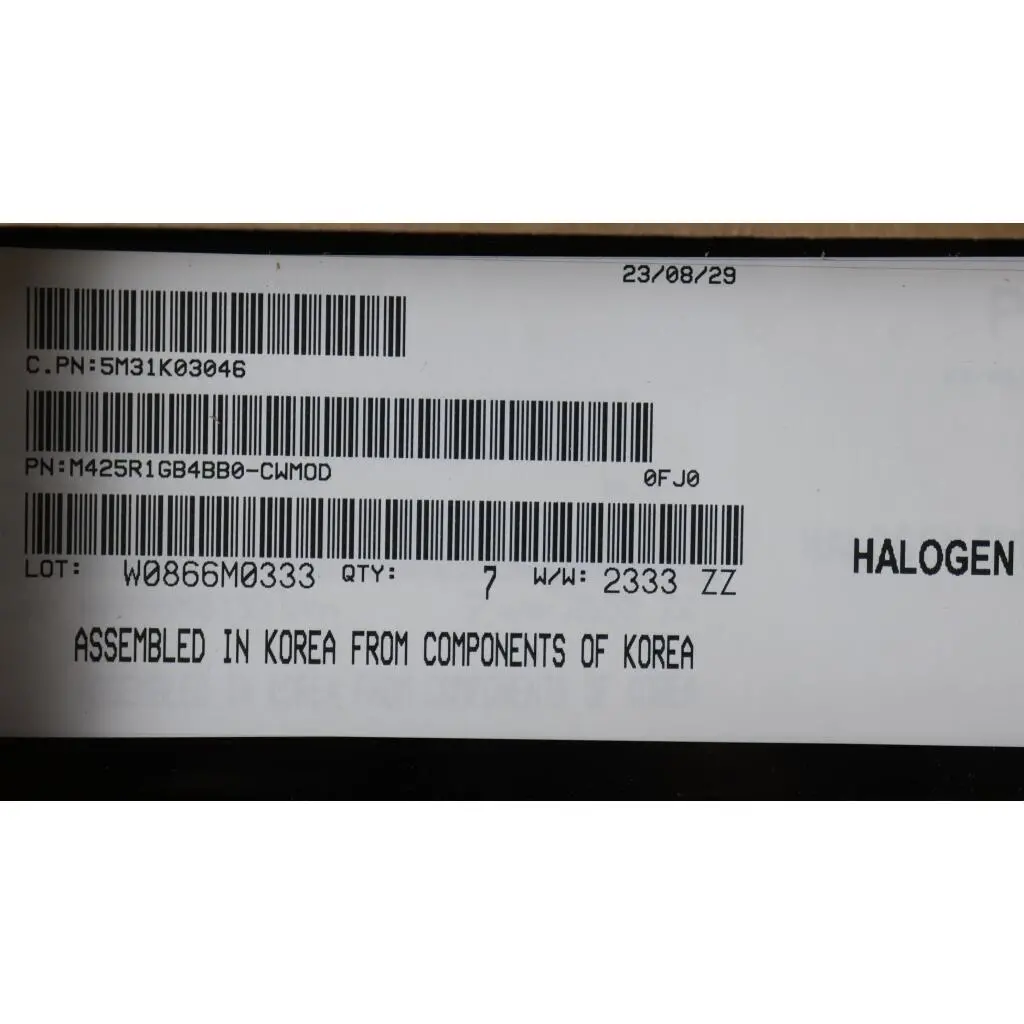 23/08/29
C.PN:5M31K03046
PN:M425R1GB4BB0-CWMOD 0FJ0
LOT: W0866M0333 QTY: 7 W/W: 2333 ZZ
HALOGEN
ASSEMBLED IN KOREA FROM COMPONENTS OF KOREA